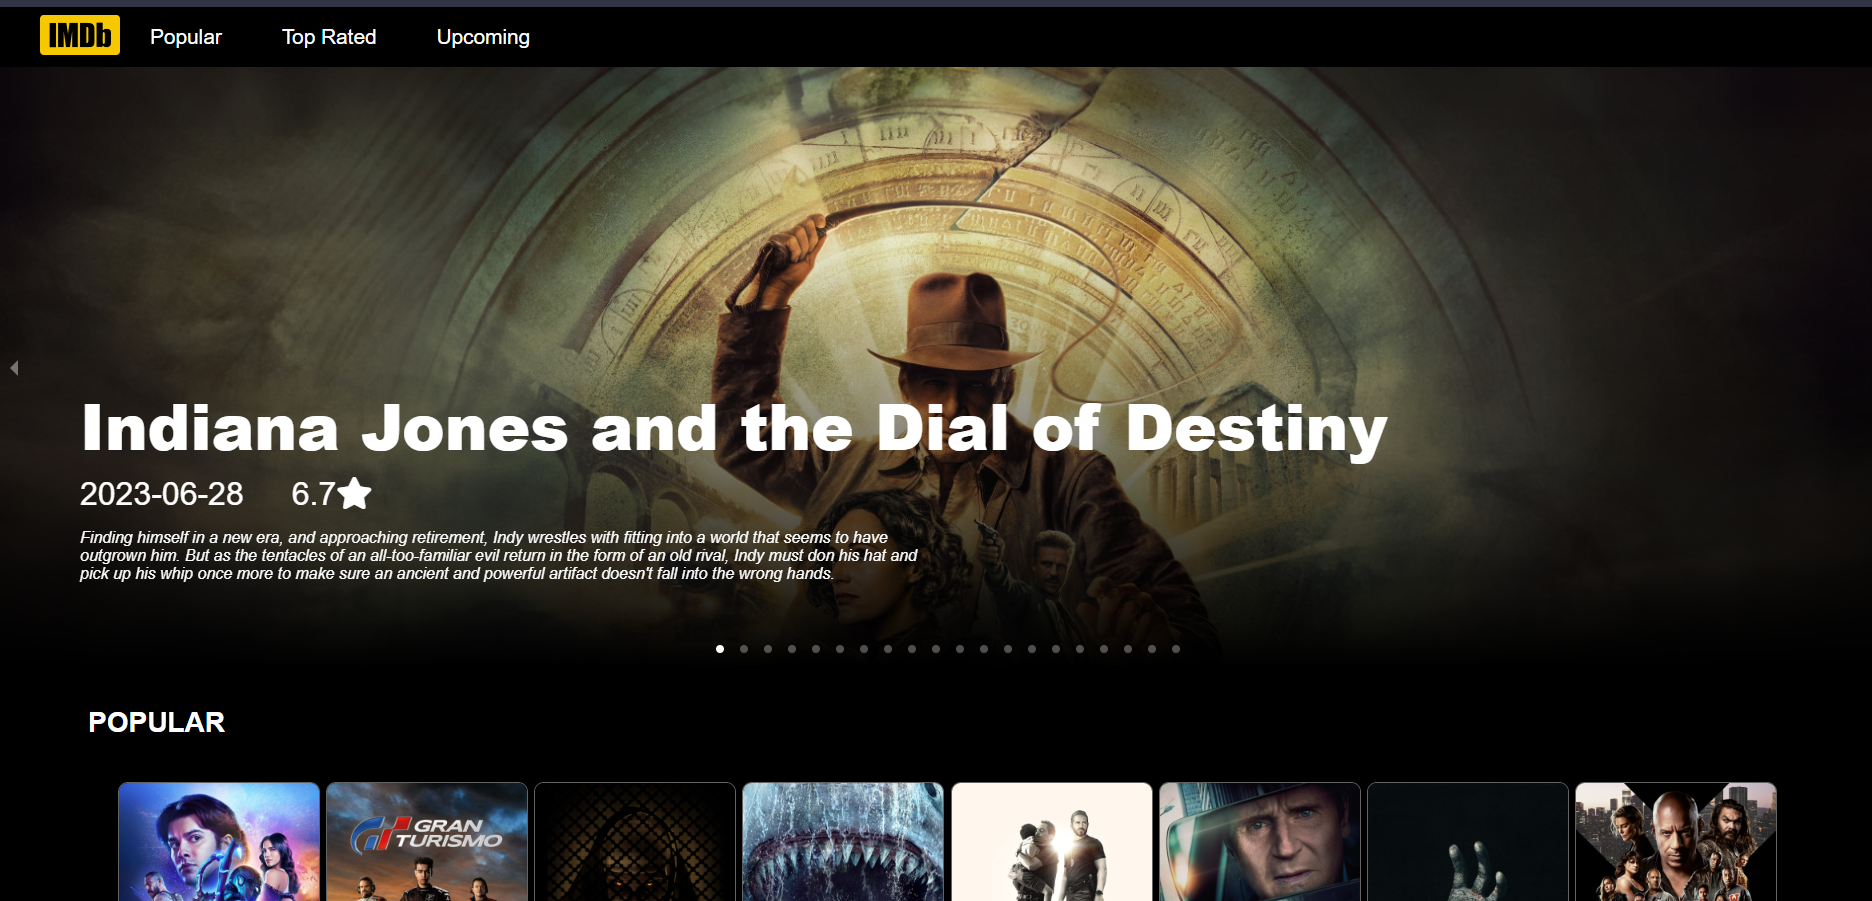 IMDb
Popular
Top Rated
Upcoming
Indiana Jones and the Dial of Destiny
2023-06-28
6.7
Finding himself in a new era, and approaching retirement, Indy wrestles with fitting into a world that seems to have
outgrown him. But as the tentacles of an all-too-familiar evil return in the form of an old rival, Indy must don his hat and
pick up his whip once more to make sure an ancient and powerful artifact doesn't fall into the wrong hands.
POPULAR
GRAN
TURISMO